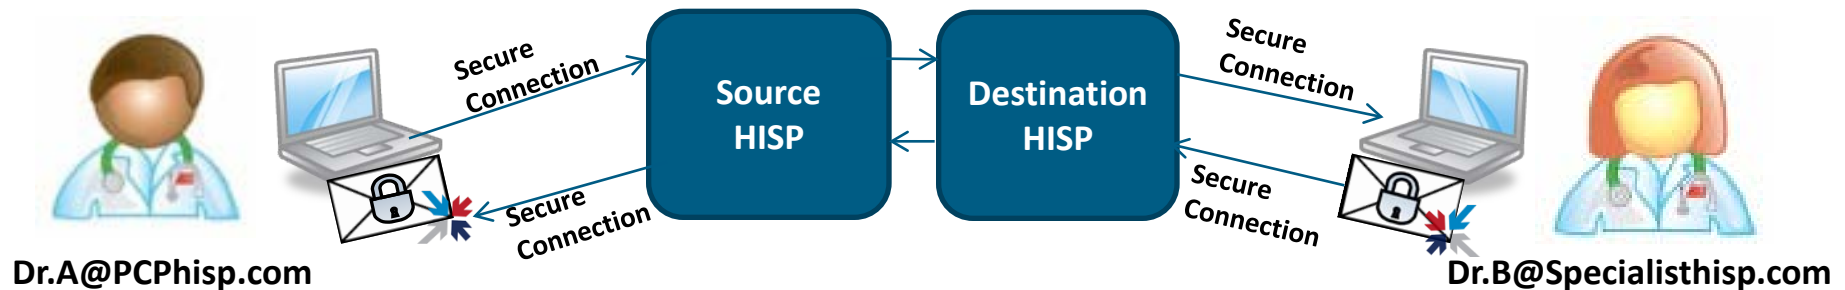 Secure
Connection
Source
HISP
Destination
HISP
Secure
Connection
Secure
Connection
Secure
Connection
Dr.A@PCPhisp.com
Dr.B@Specialisthisp.com